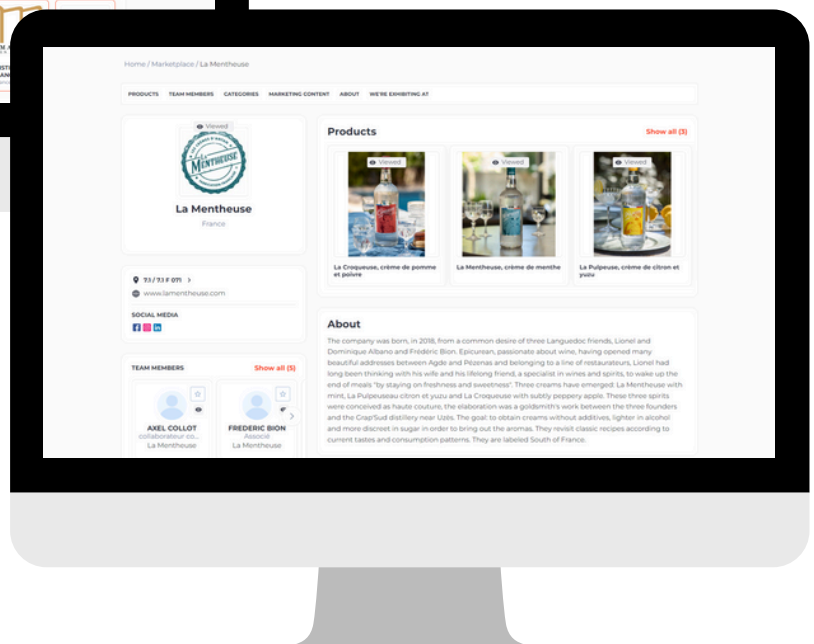 Home / Marketplace / La Mentheuse
PRODUCTS TEAM MEMBERS CATEGORIES MARKETING CONTENT ABOUT WE'RE EXHIBITING AT
Viewed
La Mentheuse
La Mentheuse
France
7.1 / 7.1 F 071
www.lamentheuse.com
SOCIAL MEDIA
TEAM MEMBERS Show all (5)
AXEL COLLOT
collaborateur co...
La Mentheuse
FREDERIC BION
Associé
La Mentheuse
Products Show all (3)
Viewed Viewed Viewed
La Croqueuse, crème de pomme
et poivre
La Mentheuse, crème de menthe
La Pulpeuse, crème de citron et
yuzu
About
The company was born, in 2018, from a common desire of three Languedoc friends, Lionel and
Dominique Albano and Frédéric Bion. Epicurean, passionate about wine, having opened many
beautiful addresses between Agde and Pézenas and belonging to a line of restaurateurs, Lionel had
long been thinking with his wife and his lifelong friend, a specialist in wines and spirits, to wake up the
end of meals "by staying on freshness and sweetness". Three creams have emerged: La Mentheuse with
mint, La Pulpeuseau citron et yuzu and La Croqueuse with subtly peppery apple. These three spirits
were conceived as haute couture, the elaboration was a goldsmith's work between the three founders
and the Grap'Sud distillery near Uzès. The goal: to obtain creams without additives, lighter in alcohol
and more discreet in sugar in order to bring out the aromas. They revisit classic recipes according to
current tastes and consumption patterns. They are labeled South of France.